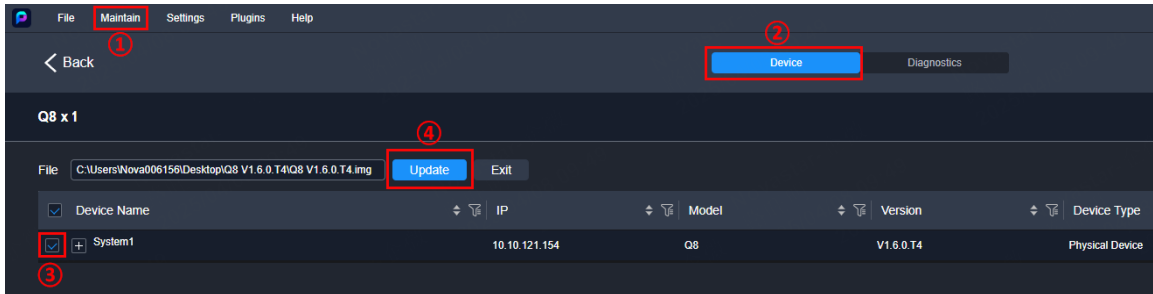 File Maintain Settings Plugins Help
① ②
Back Device Diagnostics
Q8 x 1
④
File C:\Users\Nova006156\Desktop\Q8 V1.6.0.T4\Q8 V1.6.0.T4.img Update Exit
Device Name IP Model Version Device Type
System1 10.10.121.154 Q8 V1.6.0.T4 Physical Device
③